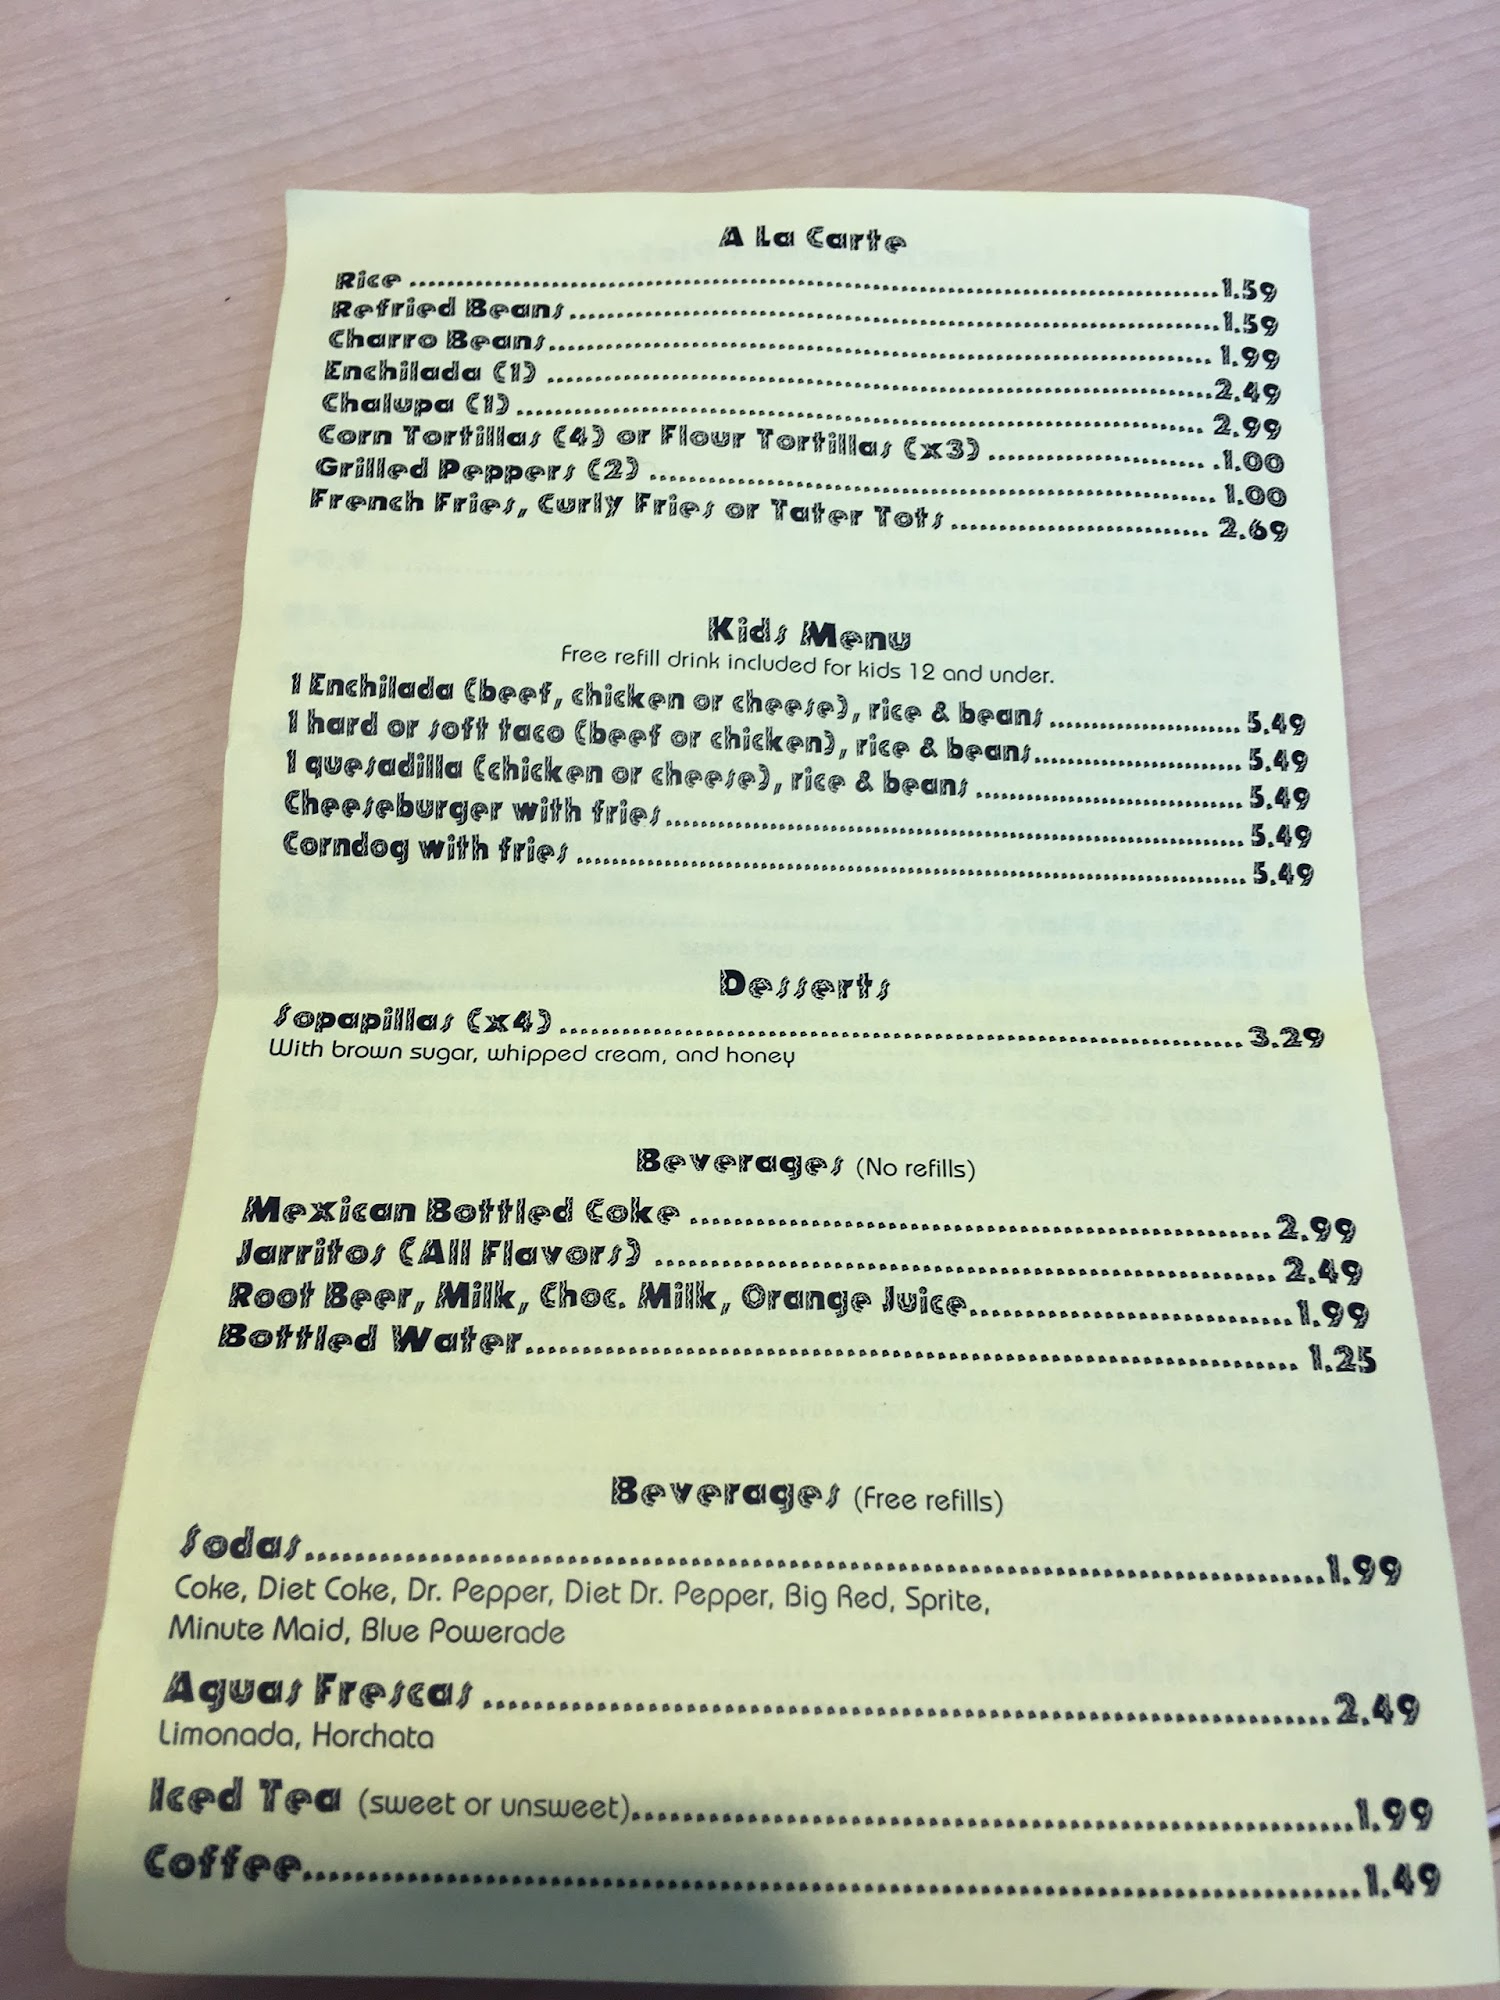 A La Carte
Rice ........ 1.59
Refried Beans ........ 1.59
Charro Beans ........ 1.99
Enchilada (1) ........ 2.49
Chalupa (1) ........ 2.99
Corn Tortillas (4) or Flour Tortillas (x3) ........ 1.00
Grilled Peppers (2) ........ 1.00
French Fries, Curly Fries or Tater Tots ........ 2.69
Kids Menu
Free refill drink included for kids 12 and under.
1 Enchilada (beef, chicken or cheese), rice & beans ........ 5.49
1 hard or soft taco (beef or chicken), rice & beans ........ 5.49
1 quesadilla (chicken or cheese), rice & beans ........ 5.49
Cheeseburger with fries ........ 5.49
Corndog with fries ........ 5.49
Desserts
Sopapillas (x4) ........ 3.29
With brown sugar, whipped cream, and honey
Beverages (No refills)
Mexican Bottled Coke ........ 2.99
Jarritos (All Flavors) ........ 2.49
Root Beer, Milk, Choc. Milk, Orange Juice ........ 1.99
Bottled Water ........ 1.25
Beverages (Free refills)
Sodas ........ 1.99
Coke, Diet Coke, Dr. Pepper, Diet Dr. Pepper, Big Red, Sprite,
Minute Maid, Blue Powerade
Aguas Frescas ........ 2.49
Limonada, Horchata
Iced Tea (sweet or unsweet) ........ 1.99
Coffee ........ 1.49